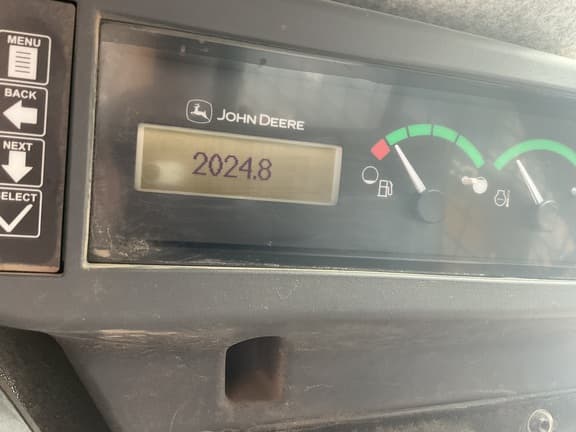 MENU
BACK
NEXT
SELECT
JOHN DEERE
2024.8